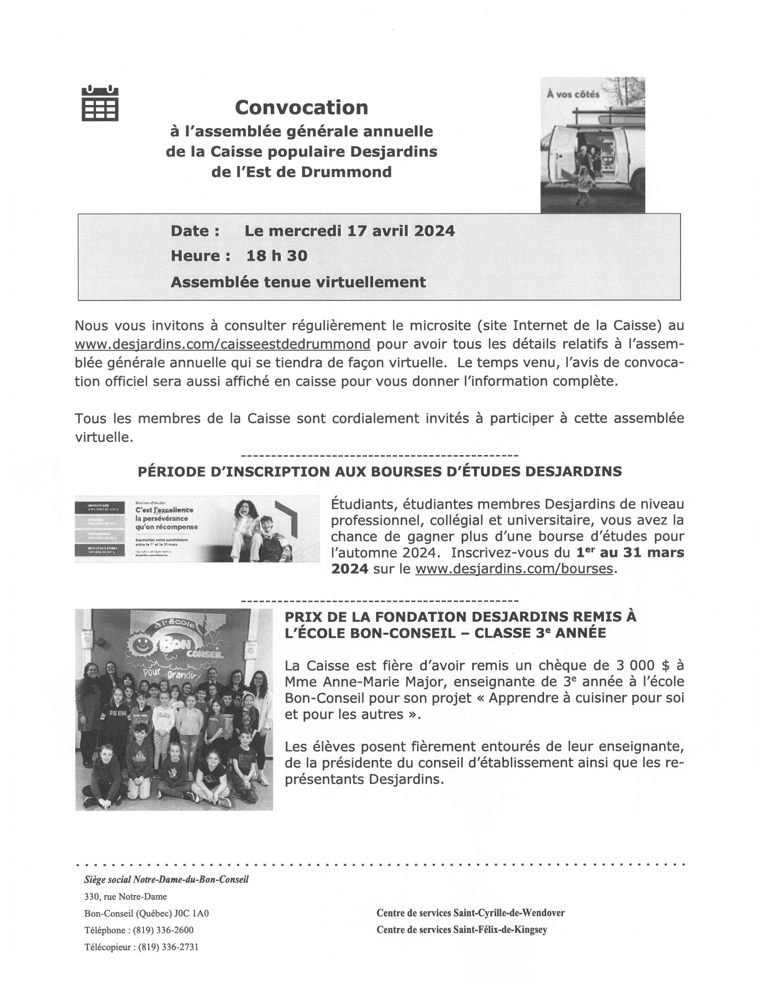 À vos côtés
Convocation
à l’assemblée générale annuelle
de la Caisse populaire Desjardins
de l’Est de Drummond
Date : Le mercredi 17 avril 2024
Heure : 18 h 30
Assemblée tenue virtuellement
Nous vous invitons à consulter régulièrement le microsite (site Internet de la Caisse) au
www.desjardins.com/caisseestdedrummond pour avoir tous les détails relatifs à l’assem-
blée générale annuelle qui se tiendra de façon virtuelle. Le temps venu, l’avis de convoca-
tion officiel sera aussi affiché en caisse pour vous donner l’information complète.
Tous les membres de la Caisse sont cordialement invités à participer à cette assemblée
virtuelle.
----------------------------------------------
PÉRIODE D’INSCRIPTION AUX BOURSES D’ÉTUDES DESJARDINS
UNIVERSITAIRE
9 BOURSES DE 1000 $
COLLÉGIAL
PROFESSIONNEL
RETOUR AUX ÉTUDES
1 BOURSE DE 500 $
Bourses d'études
C’est l’excellence
la persévérance
qu’on récompense
Soumettez votre candidature
entre le 1er et le 31 mars.
Inscription et règlement au
desjardins.com/bourses
Étudiants, étudiantes membres Desjardins de niveau
professionnel, collégial et universitaire, vous avez la
chance de gagner plus d’une bourse d’études pour
l’automne 2024. Inscrivez-vous du 1er au 31 mars
2024 sur le www.desjardins.com/bourses.
----------------------------------------------
à l'école
BON
CONSEIL
pour grandir!
PUMA
PRIX DE LA FONDATION DESJARDINS REMIS À
L’ÉCOLE BON-CONSEIL – CLASSE 3e ANNÉE
La Caisse est fière d’avoir remis un chèque de 3 000 $ à
Mme Anne-Marie Major, enseignante de 3e année à l’école
Bon-Conseil pour son projet « Apprendre à cuisiner pour soi
et pour les autres ».
Les élèves posent fièrement entourés de leur enseignante,
de la présidente du conseil d’établissement ainsi que les re-
présentants Desjardins.
Siège social Notre-Dame-du-Bon-Conseil
330, rue Notre-Dame
Bon-Conseil (Québec) J0C 1A0
Téléphone : (819) 336-2600
Télécopieur : (819) 336-2731
Centre de services Saint-Cyrille-de-Wendover
Centre de services Saint-Félix-de-Kingsey